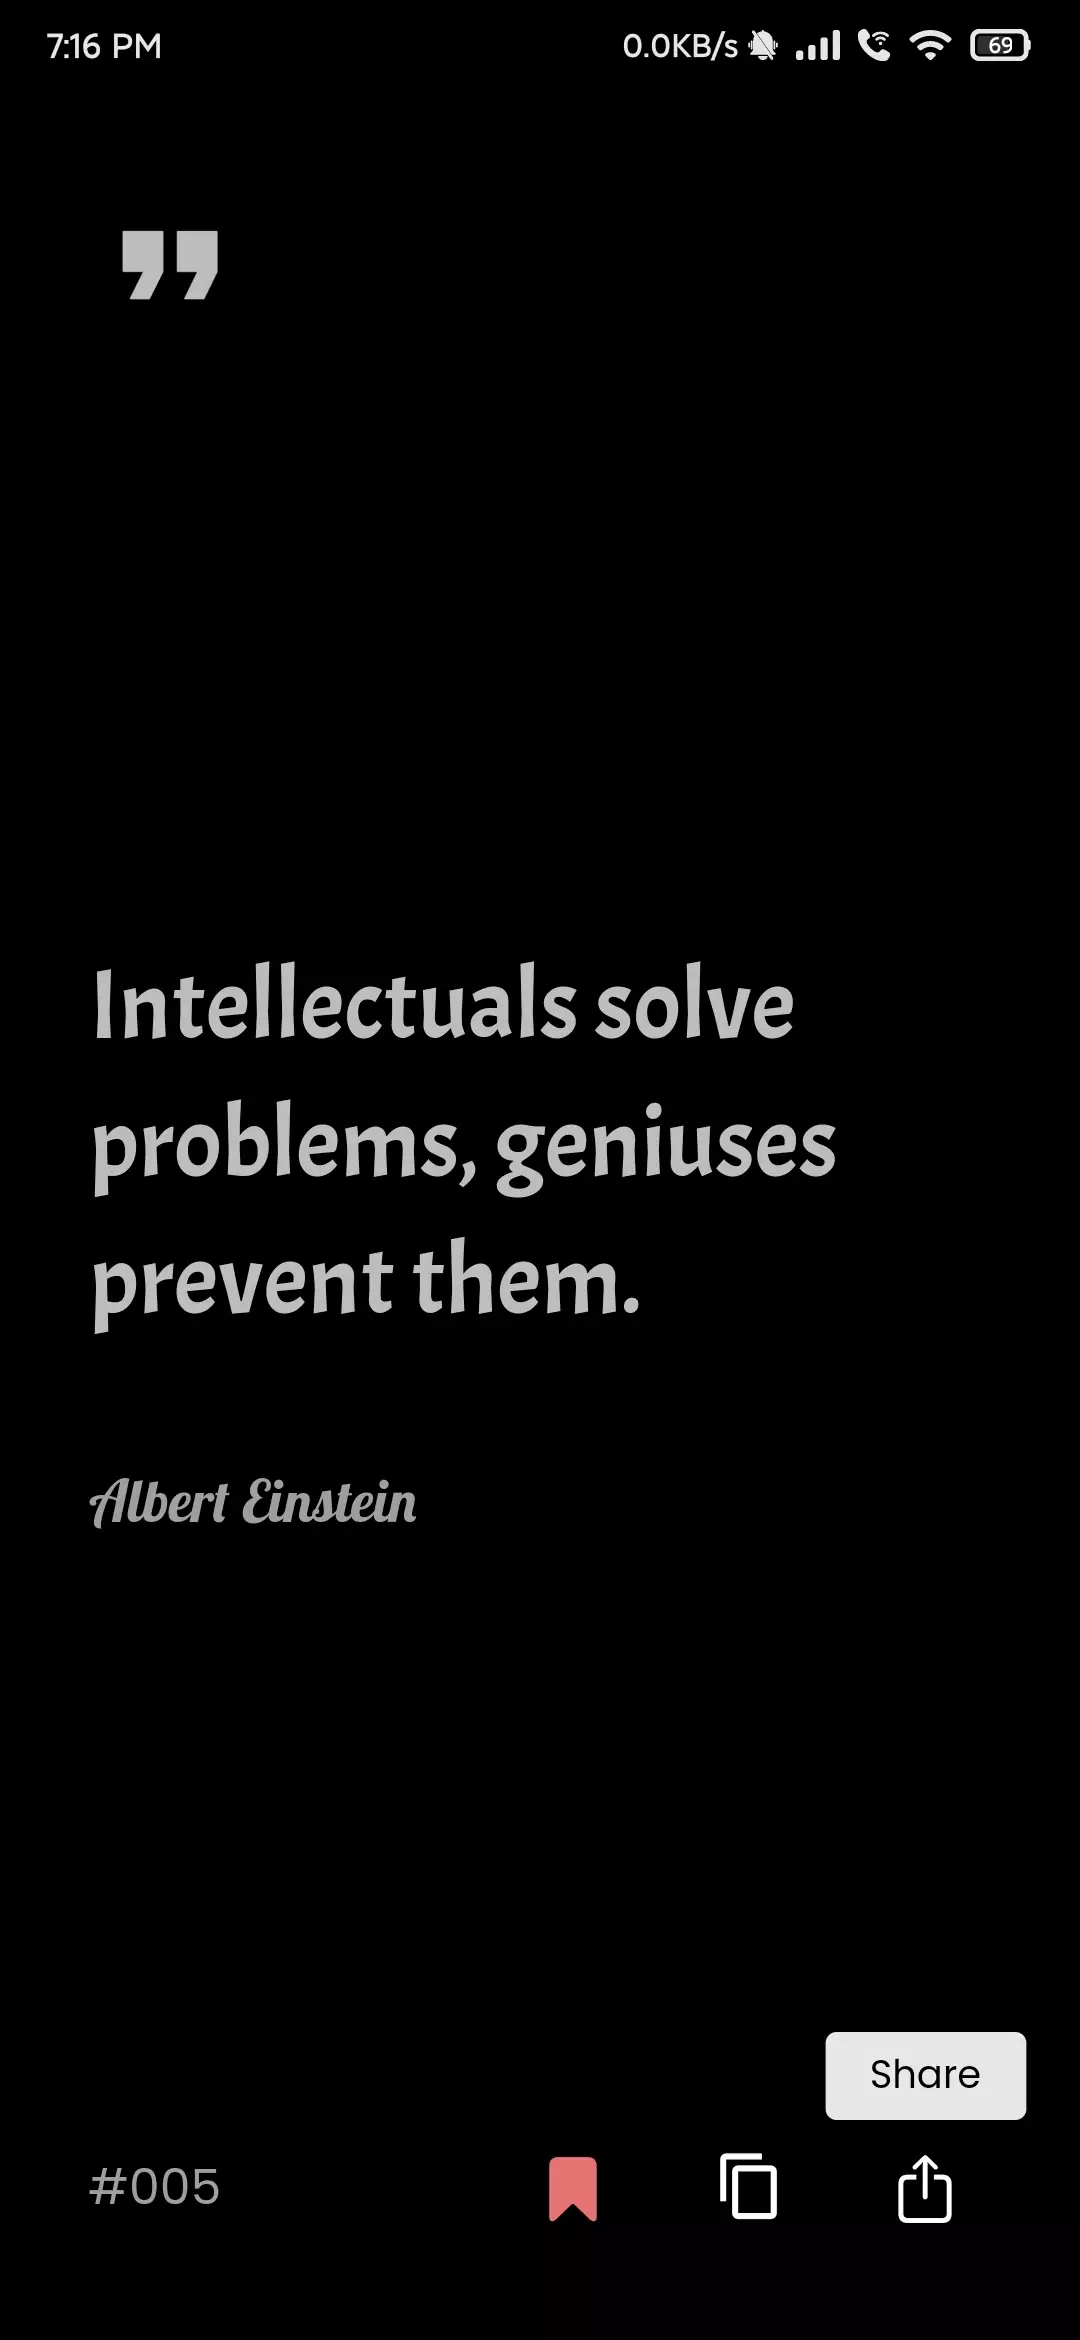 7:16 PM 0.0KB/s 69
”
Intellectuals solve
problems, geniuses
prevent them.
Albert Einstein
Share
#005